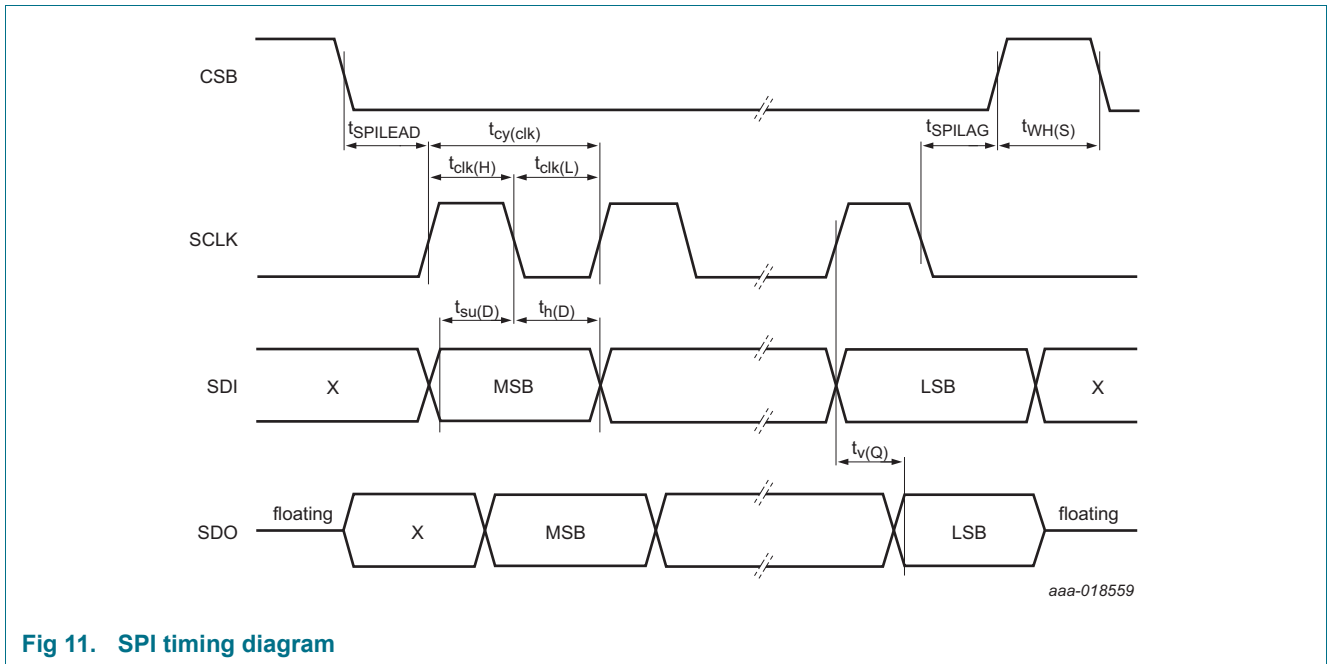 CSB
tSPILEAD
tcy(clk)
tSPILAG
tWH(S)
tclk(H)
tclk(L)
SCLK
tsu(D)
th(D)
SDI
X
MSB
LSB
X
tv(Q)
SDO
floating
X
MSB
LSB
floating
aaa-018559
Fig 11. SPI timing diagram